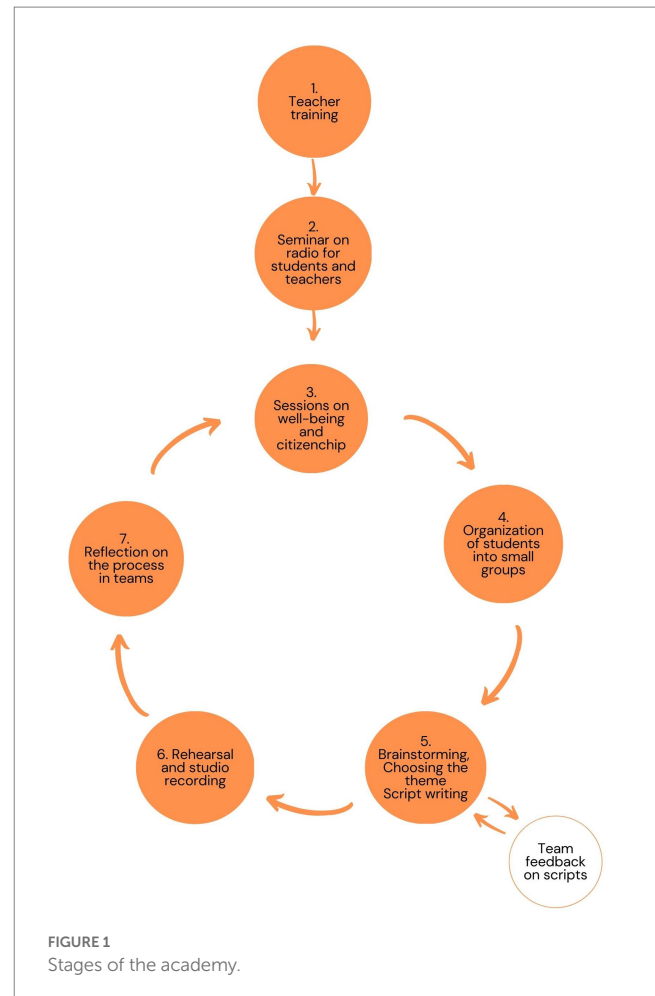 1.
Teacher
training
2.
Seminar on
radio for
students and
teachers
3.
Sessions on
well-being
and
citizenchip
4.
Organization
of students
into small
groups
5.
Brainstorming,
Choosing the
theme
Script writing
Team
feedback
on scripts
6. Rehearsal
and studio
recording
7.
Reflection on
the process
in teams
FIGURE 1
Stages of the academy.